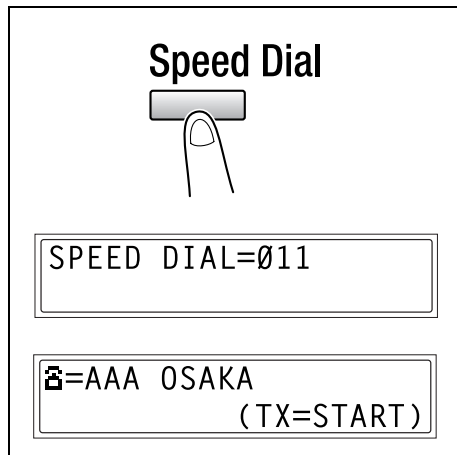 Speed Dial
SPEED DIAL=Ø11
☎=AAA OSAKA
(TX=START)